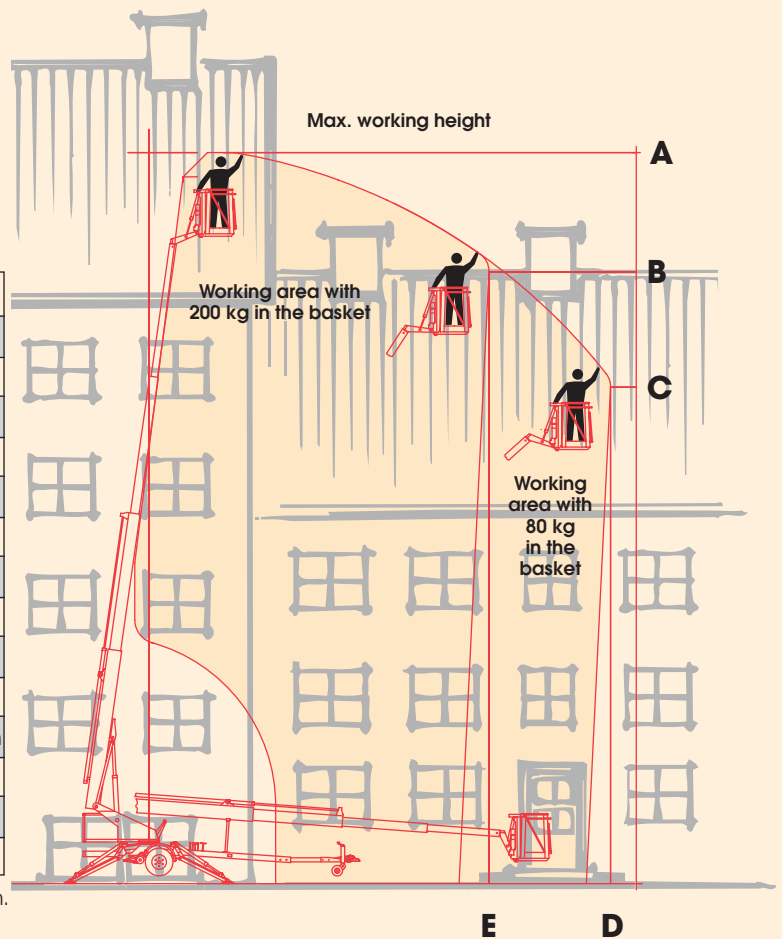 Max. working height
A
B
Working area with
200 kg in the basket
C
Working
area with
80 kg
in the
basket
E
D